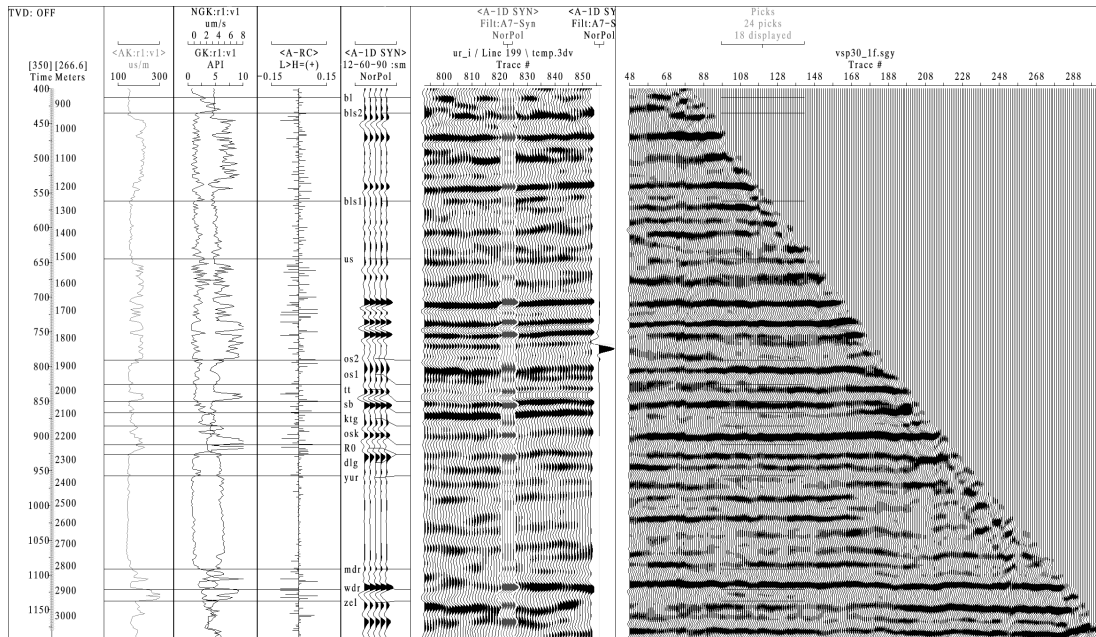 TVD: OFF
NGK:r1:v1
um/s
0 2 4 6 8
<AK:r1:v1>
us/m
100 300
GK:r1:v1
API
0 5 10
<A-RC>
L>H=(+)
-0.15 0.15
<A-1D SYN>
12-60-90 :sm
NorPol
<A-1D SYN>
Filt:A7-Syn
NorPol
<A-1D SY
Filt:A7-S
NorPol
ur_i / Line 199 \ temp.3dv
Trace #
800 810 820 830 840 850
Picks
24 picks
18 displayed
vsp30_1f.sgy
Trace #
48 68 88 108 128 148 168 188 208 228 248 268 288
[350] [266.6]
Time Meters
400
900
450
1000
500
1100
550
1200
600
1300
1400
650
1500
1600
700
1700
750
1800
800
1900
2000
850
2100
900
2200
950
2300
2400
1000
2500
1050
2600
2700
1100
2800
2900
1150
3000
bl
bls2
bls1
us
os2
os1
tt
sb
ktg
osk
R0
dlg
yur
mdr
wdr
zel